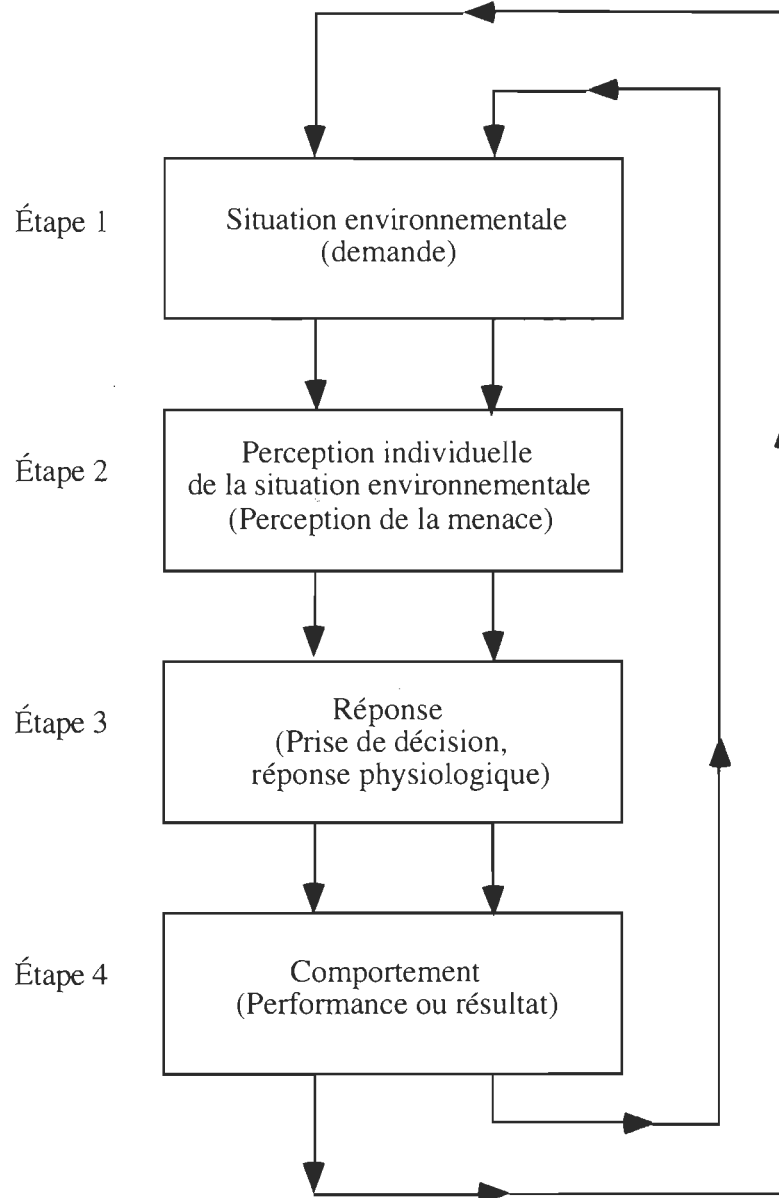 Étape 1
Situation environnementale
(demande)
Étape 2
Perception individuelle
de la situation environnementale
(Perception de la menace)
Étape 3
Réponse
(Prise de décision,
réponse physiologique)
Étape 4
Comportement
(Performance ou résultat)